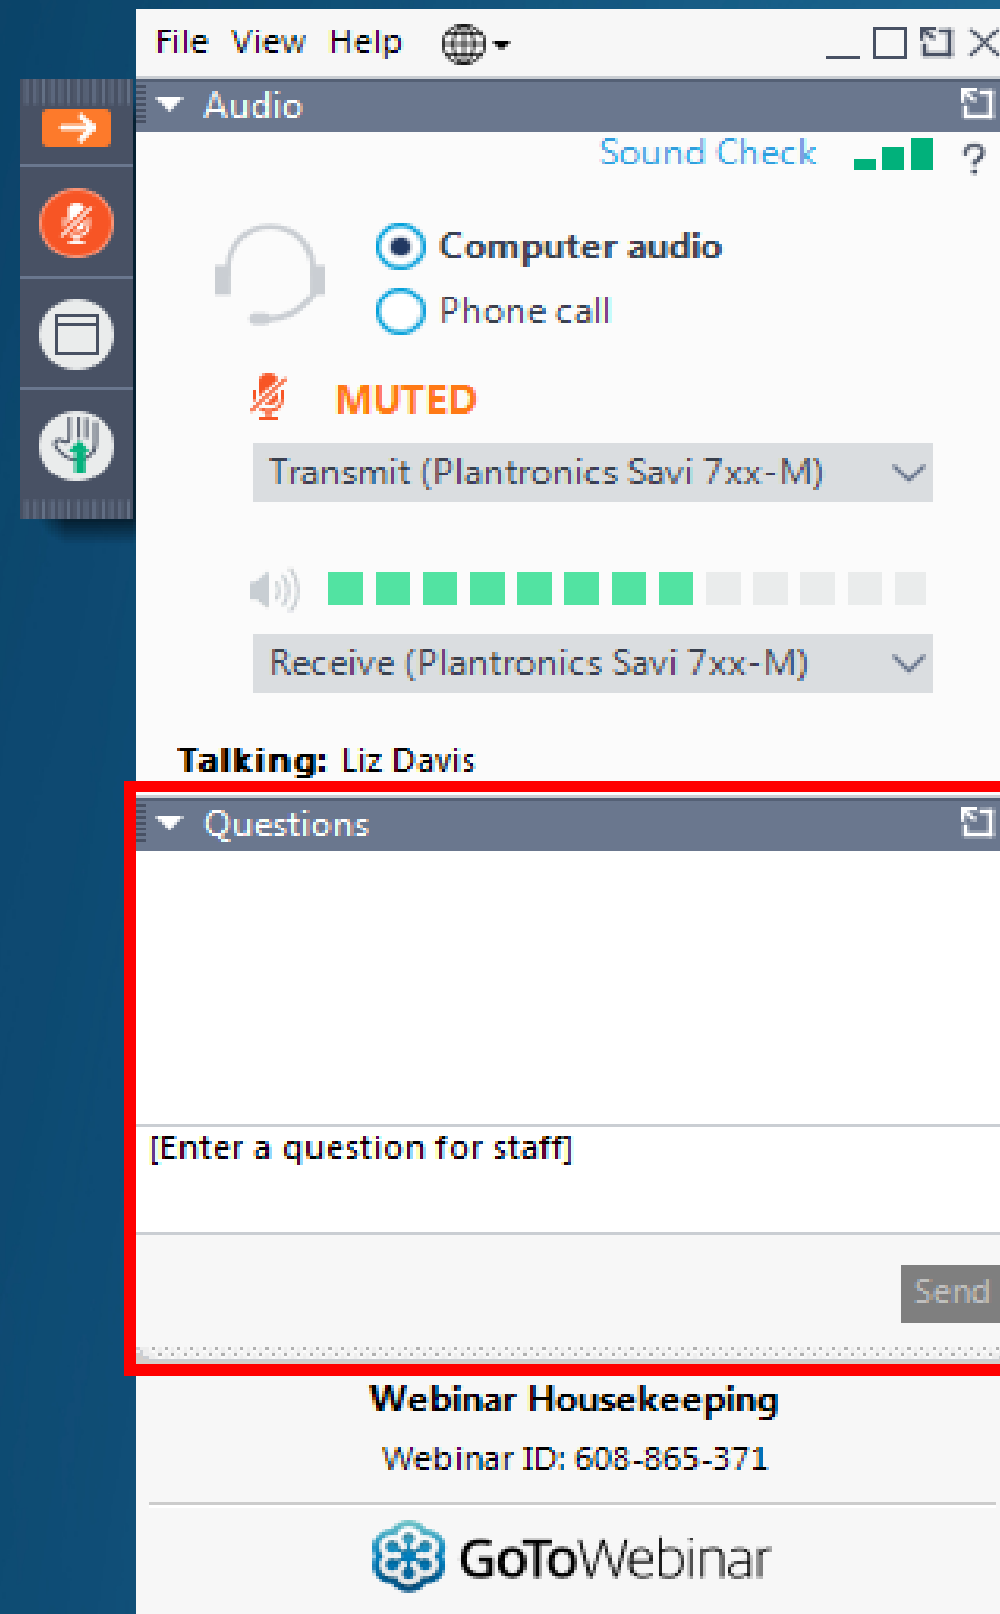 File View Help
Audio
Sound Check ?
Computer audio
Phone call
MUTED
Transmit (Plantronics Savi 7xx-M)
Receive (Plantronics Savi 7xx-M)
Talking: Liz Davis
Questions
[Enter a question for staff]
Send
Webinar Housekeeping
Webinar ID: 608-865-371
GoToWebinar